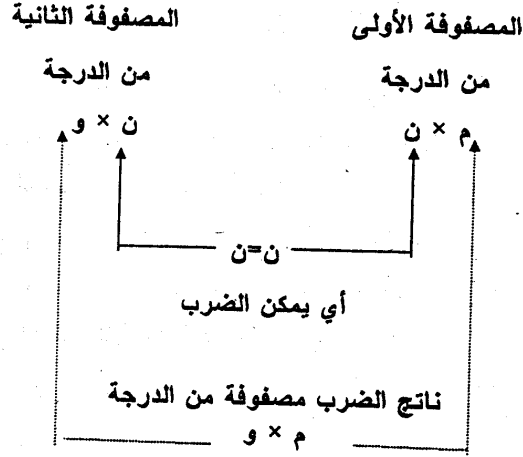 المصفوفة الأولى المصفوفة الثانية
من الدرجة من الدرجة
م × ن ن × و
ن=ن
أي يمكن الضرب
ناتج الضرب مصفوفة من الدرجة
م × و